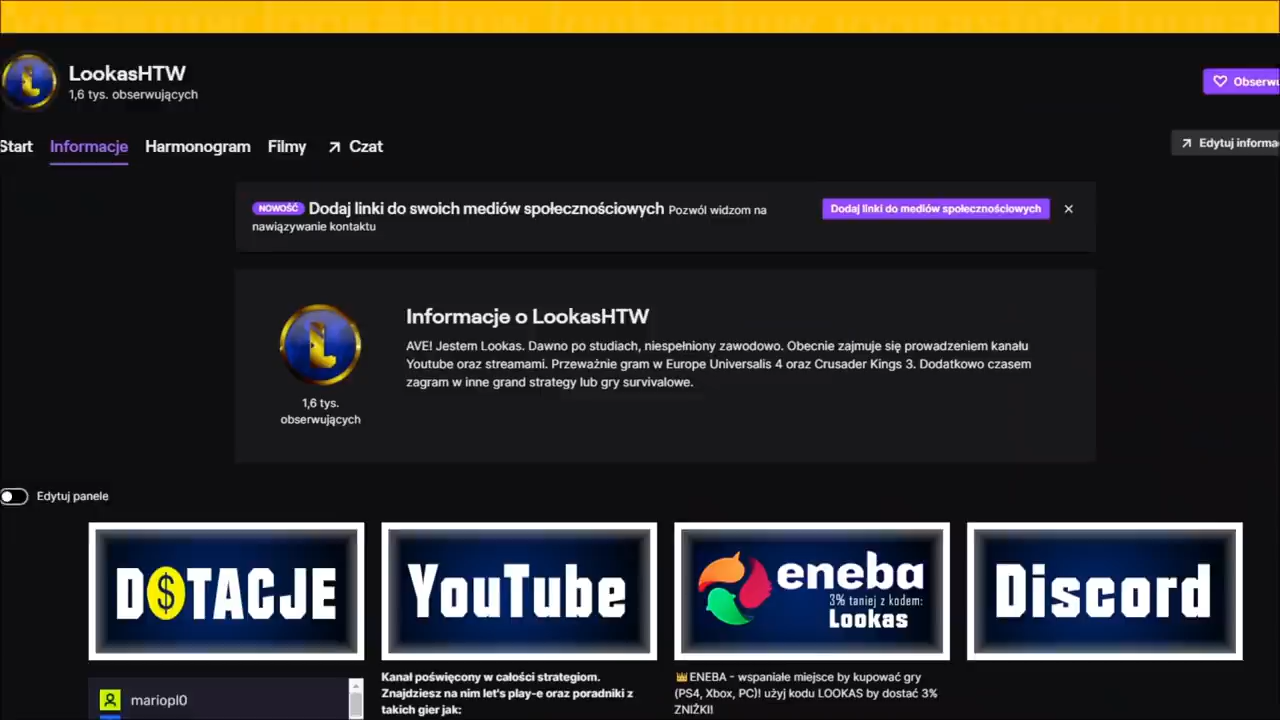 LookasHTW
1,6 tys. obserwujących
Start Informacje Harmonogram Filmy Czat
Edytuj
NOWOŚĆ Dodaj linki do swoich mediów społecznościowych Pozwól widzom na
nawiązywanie kontaktu
Dodaj linki do mediów społecznościowych
Informacje o LookasHTW
AVE! Jestem Lookas. Dawno po studiach, niespełniony zawodowo. Obecnie zajmuje się prowadzeniem kanału
Youtube oraz streamami. Przeważnie gram w Europe Universalis 4 oraz Crusader Kings 3. Dodatkowo czasem
zagram w inne grand strategy lub gry survivalowe.
1,6 tys.
obserwujących
Edytuj panele
D$TACJE
YouTube
eneba
3% taniej z kodem:
Lookas
Discord
mariopl0
Kanał poświęcony w całości strategiom.
Znajdziesz na nim let's play-e oraz poradniki z
takich gier jak:
ENEBA - wspaniałe miejsce by kupować gry
(PS4, Xbox, PC)! użyj kodu LOOKAS by dostać 3%
ZNIŻKI!